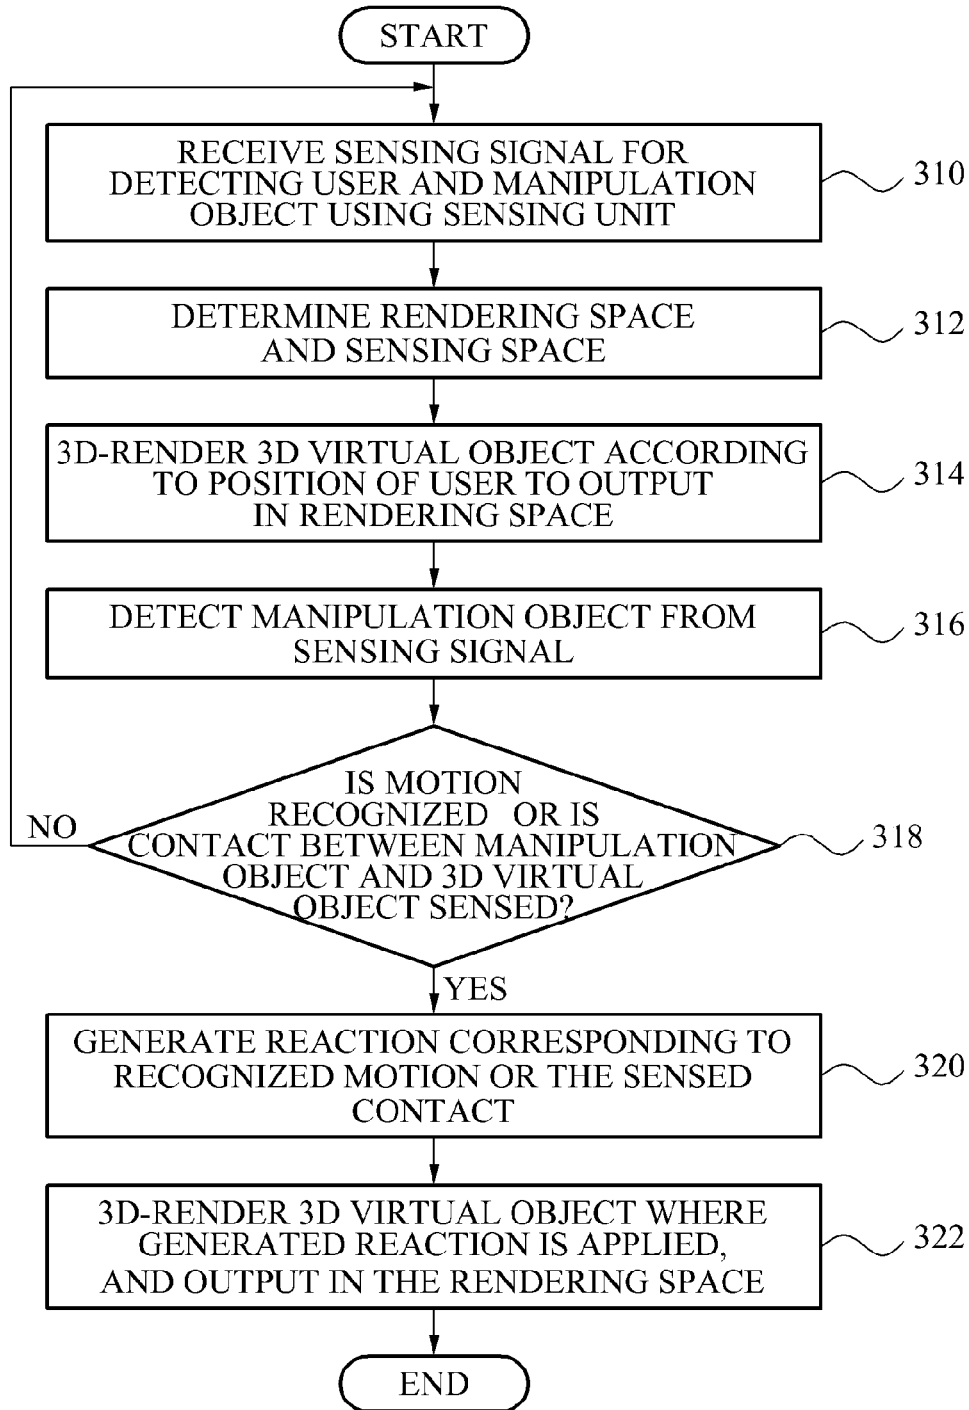 START
RECEIVE SENSING SIGNAL FOR
DETECTING USER AND MANIPULATION
OBJECT USING SENSING UNIT
310
DETERMINE RENDERING SPACE
AND SENSING SPACE
312
3D-RENDER 3D VIRTUAL OBJECT ACCORDING
TO POSITION OF USER TO OUTPUT
IN RENDERING SPACE
314
DETECT MANIPULATION OBJECT FROM
SENSING SIGNAL
316
IS MOTION
RECOGNIZED OR IS
CONTACT BETWEEN MANIPULATION
OBJECT AND 3D VIRTUAL
OBJECT SENSED?
318
NO
YES
GENERATE REACTION CORRESPONDING TO
RECOGNIZED MOTION OR THE SENSED
CONTACT
320
3D-RENDER 3D VIRTUAL OBJECT WHERE
GENERATED REACTION IS APPLIED,
AND OUTPUT IN THE RENDERING SPACE
322
END